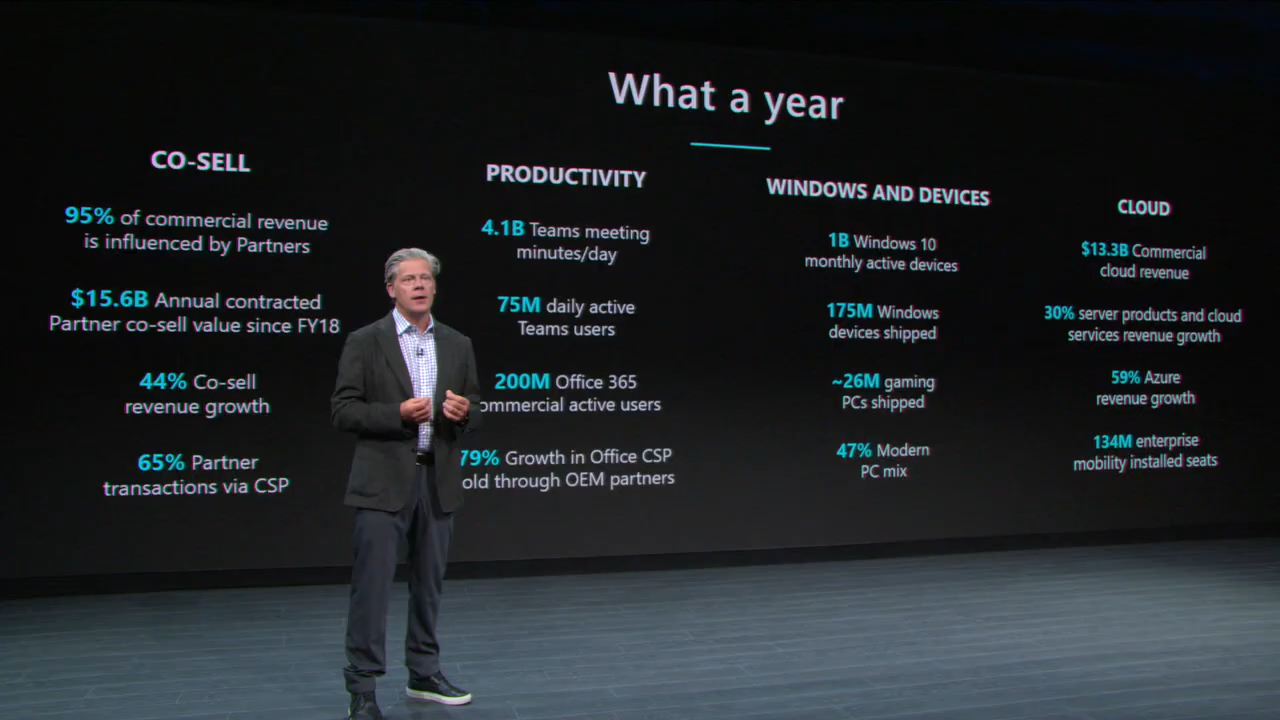 What a year
CO-SELL
95% of commercial revenue
is influenced by Partners
$15.6B Annual contracted
Partner co-sell value since FY18
44% Co-sell
revenue growth
65% Partner
transactions via CSP
PRODUCTIVITY
4.1B Teams meeting
minutes/day
75M daily active
Teams users
200M Office 365
active users
79% Growth in Office CSP
through OEM partners
WINDOWS AND DEVICES
1B Windows 10
monthly active devices
175M Windows
devices shipped
~26M gaming
PCs shipped
47% Modern
PC mix
CLOUD
$13.3B Commercial
cloud revenue
30% server products and cloud
services revenue growth
59% Azure
revenue growth
134M enterprise
mobility installed seats